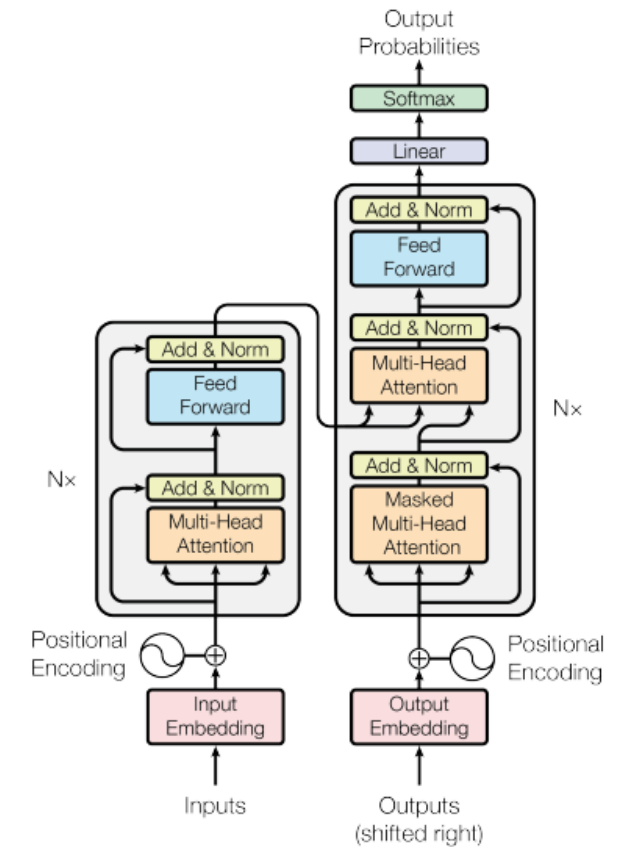 Output
Probabilities
Softmax
Linear
Add & Norm
Feed
Forward
Add & Norm
Multi-Head
Attention
Add & Norm
Masked
Multi-Head
Attention
Nx
Positional
Encoding
Output
Embedding
Outputs
(shifted right)
Add & Norm
Feed
Forward
Add & Norm
Multi-Head
Attention
Nx
Positional
Encoding
Input
Embedding
Inputs